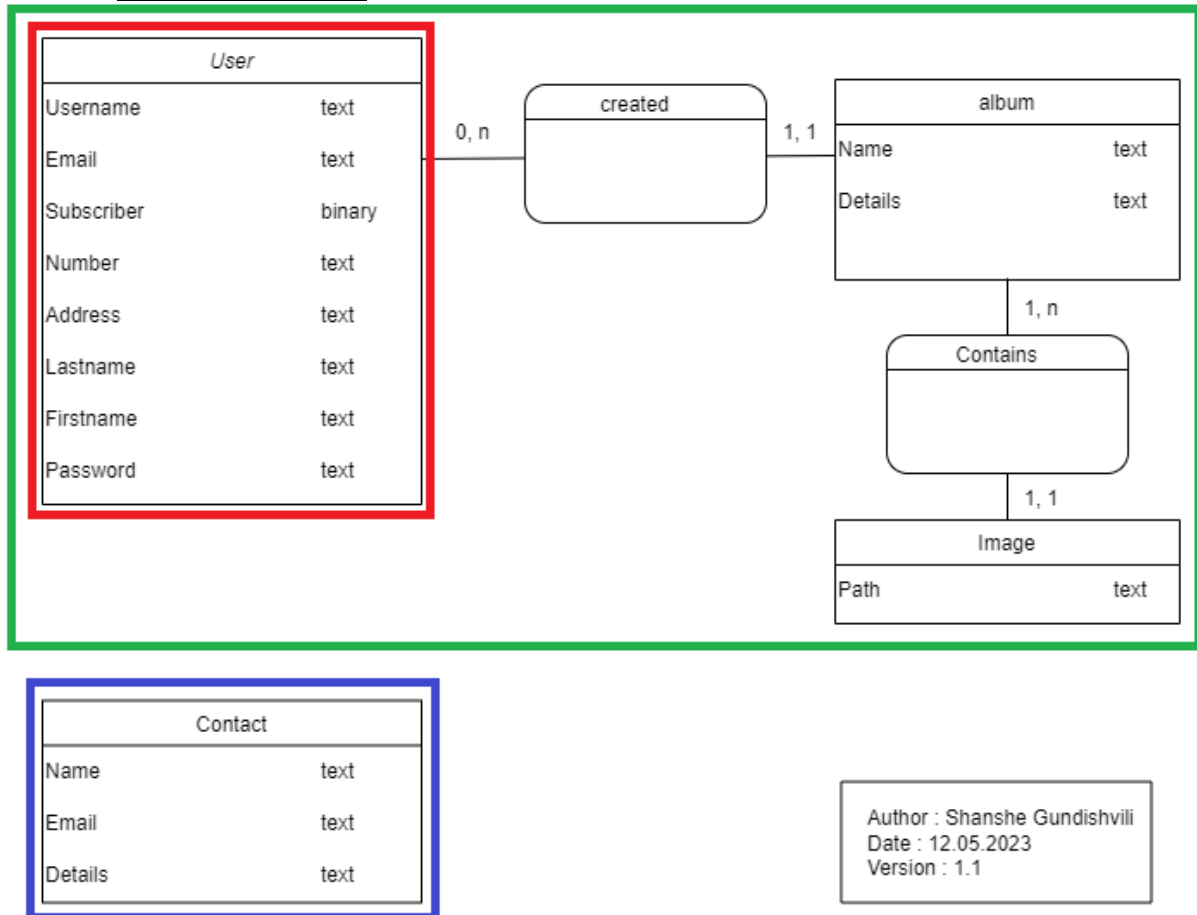 User
Username text
Email text
Subscriber binary
Number text
Address text
Lastname text
Firstname text
Password text
0, n
created
1, 1
album
Name text
Details text
1, n
Contains
1, 1
Image
Path text
Contact
Name text
Email text
Details text
Author : Shanshe Gundishvili
Date : 12.05.2023
Version : 1.1